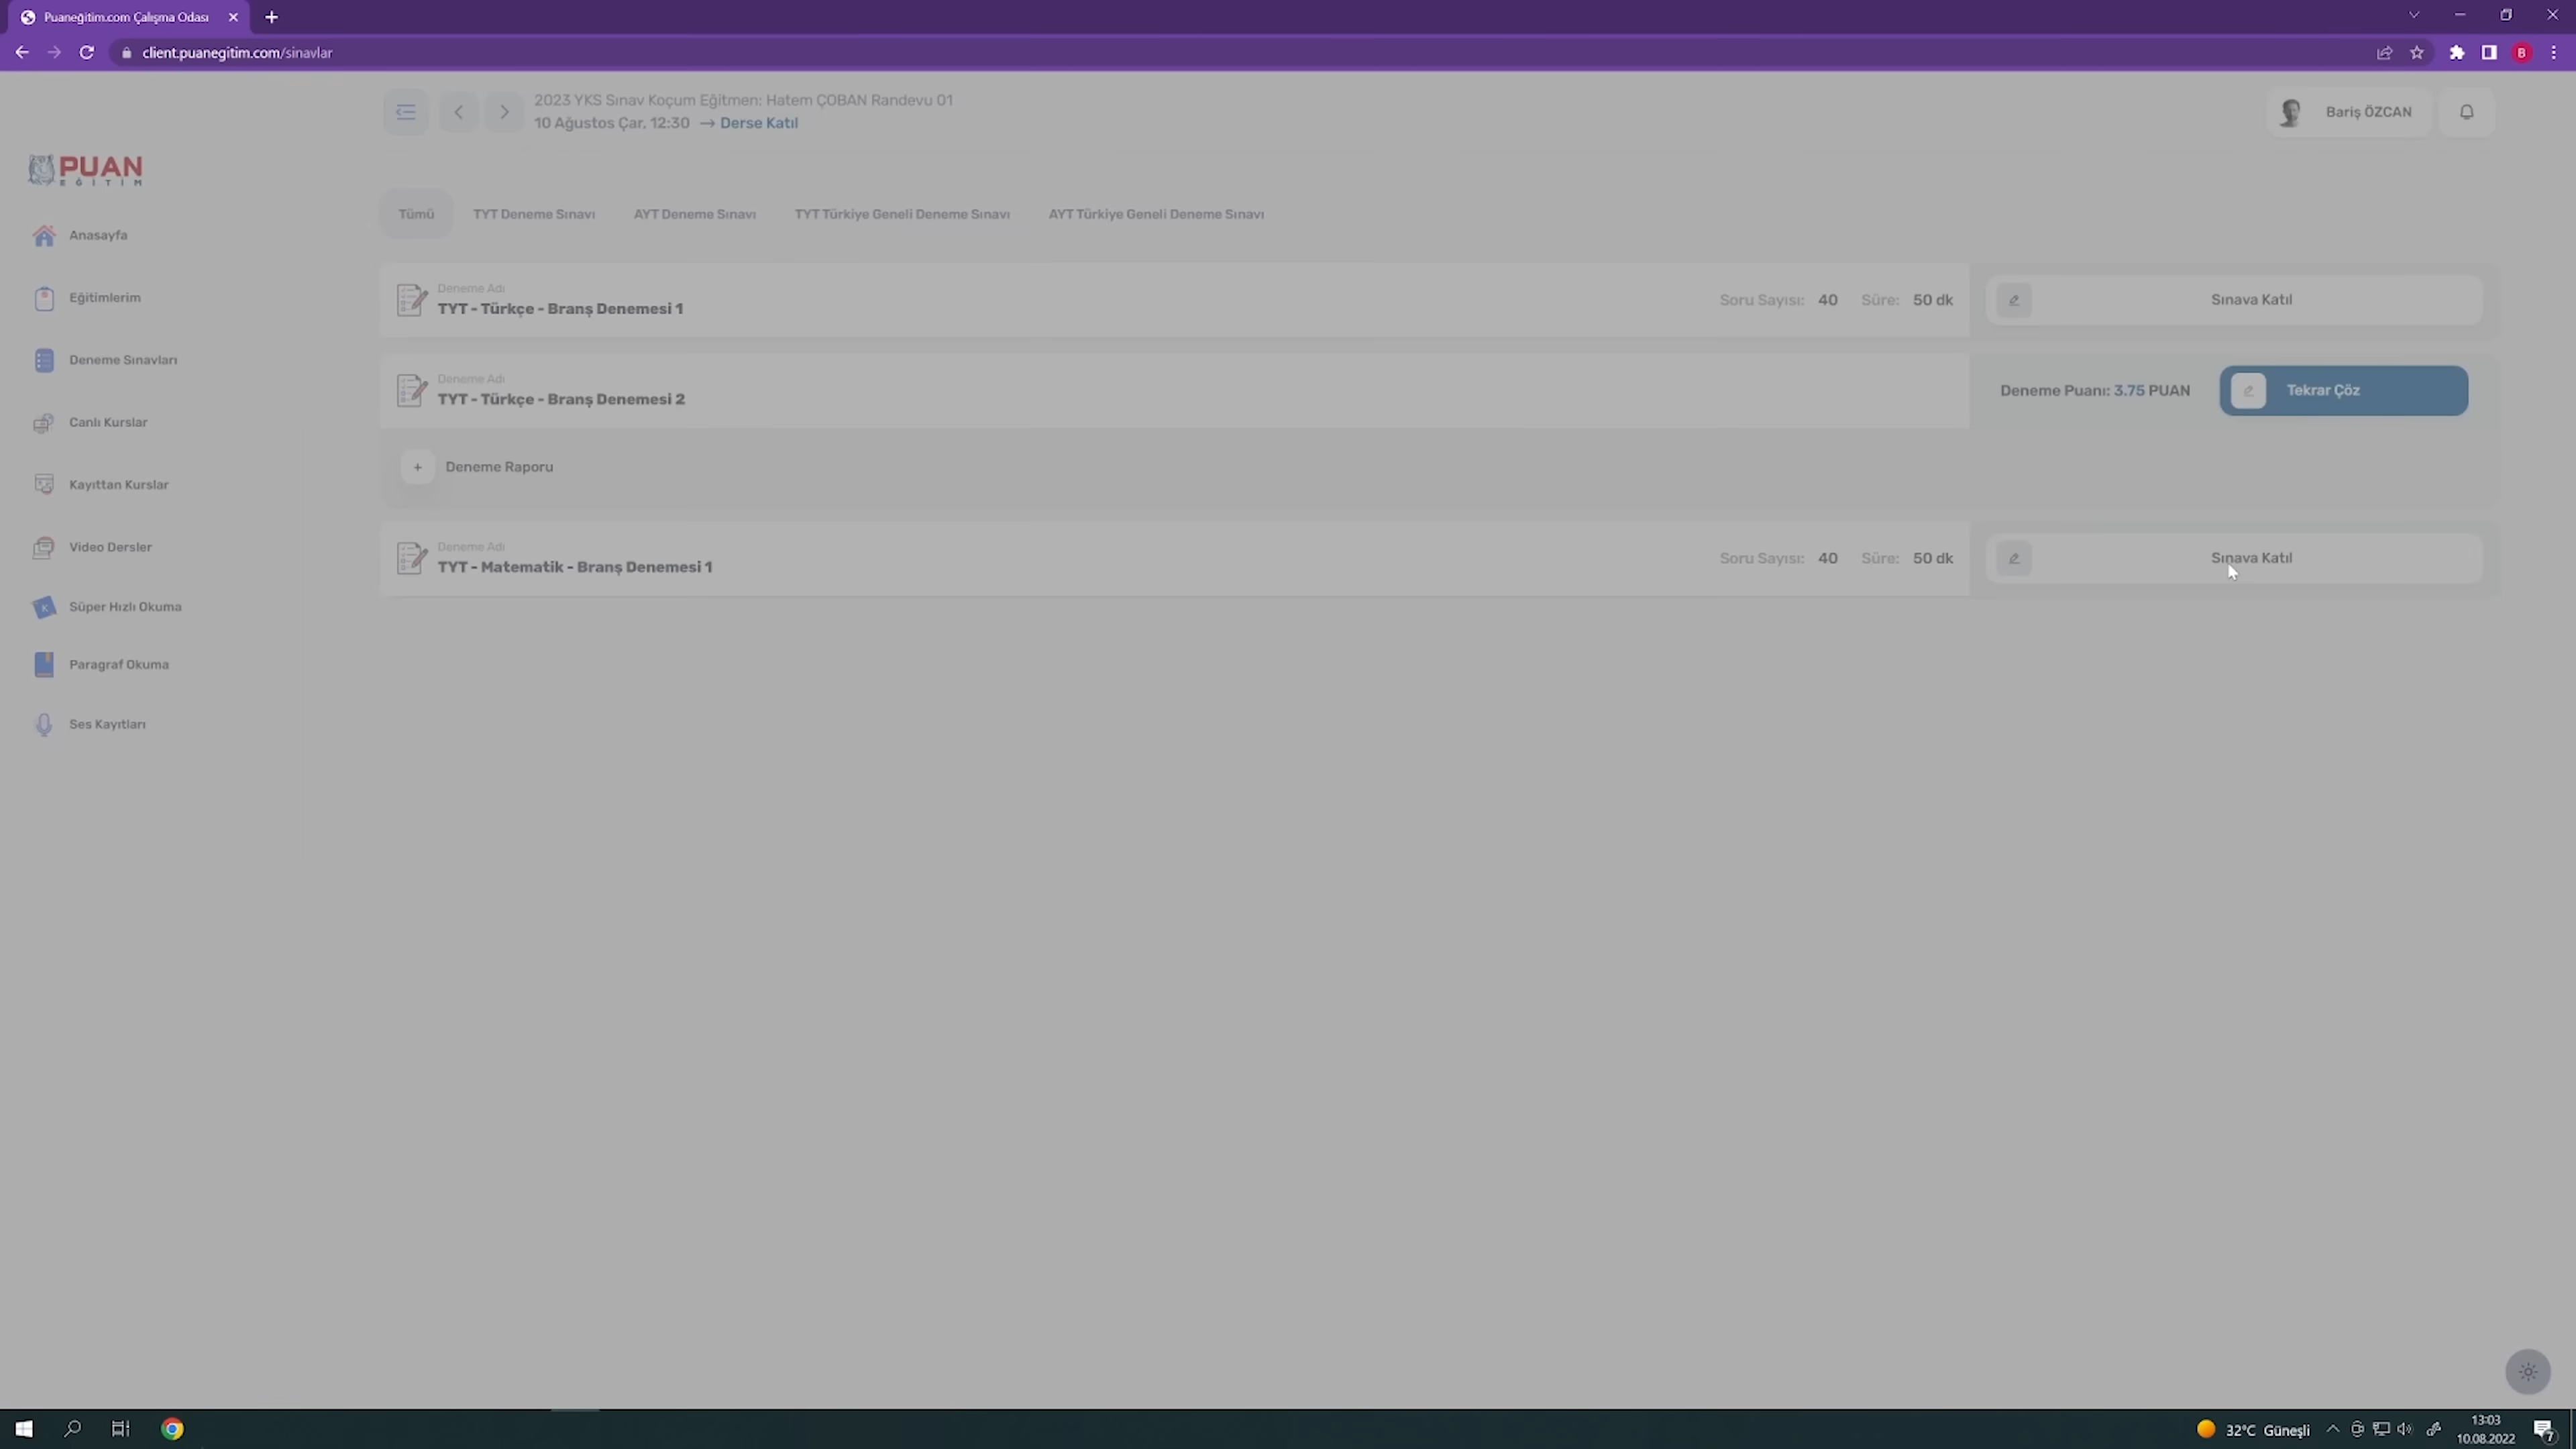 Puaneğitim.com Çalışma Odası
client.puanegitim.com/sinavlar
2023 YKS Sınav Koçum Eğitmen: Hatem ÇOBAN Randevu 01
10 Ağustos Çar, 12:30 → Derse Katıl
Bariş ÖZCAN
PUAN
EĞİTİM
Anasayfa
Eğitimlerim
Deneme Sınavları
Canlı Kurslar
Kayıttan Kurslar
Video Dersler
Süper Hızlı Okuma
Paragraf Okuma
Ses Kayıtları
Tümü
TYT Deneme Sınavı
AYT Deneme Sınavı
TYT Türkiye Geneli Deneme Sınavı
AYT Türkiye Geneli Deneme Sınavı
Deneme Adı
TYT - Türkçe - Branş Denemesi 1
Soru Sayısı: 40 Süre: 50 dk
Sınava Katıl
Deneme Adı
TYT - Türkçe - Branş Denemesi 2
Deneme Puanı: 3.75 PUAN
Tekrar Çöz
+ Deneme Raporu
Deneme Adı
TYT - Matematik - Branş Denemesi 1
Soru Sayısı: 40 Süre: 50 dk
Sınava Katıl
32°C Güneşli
13:03
10.08.2022
7
B
K